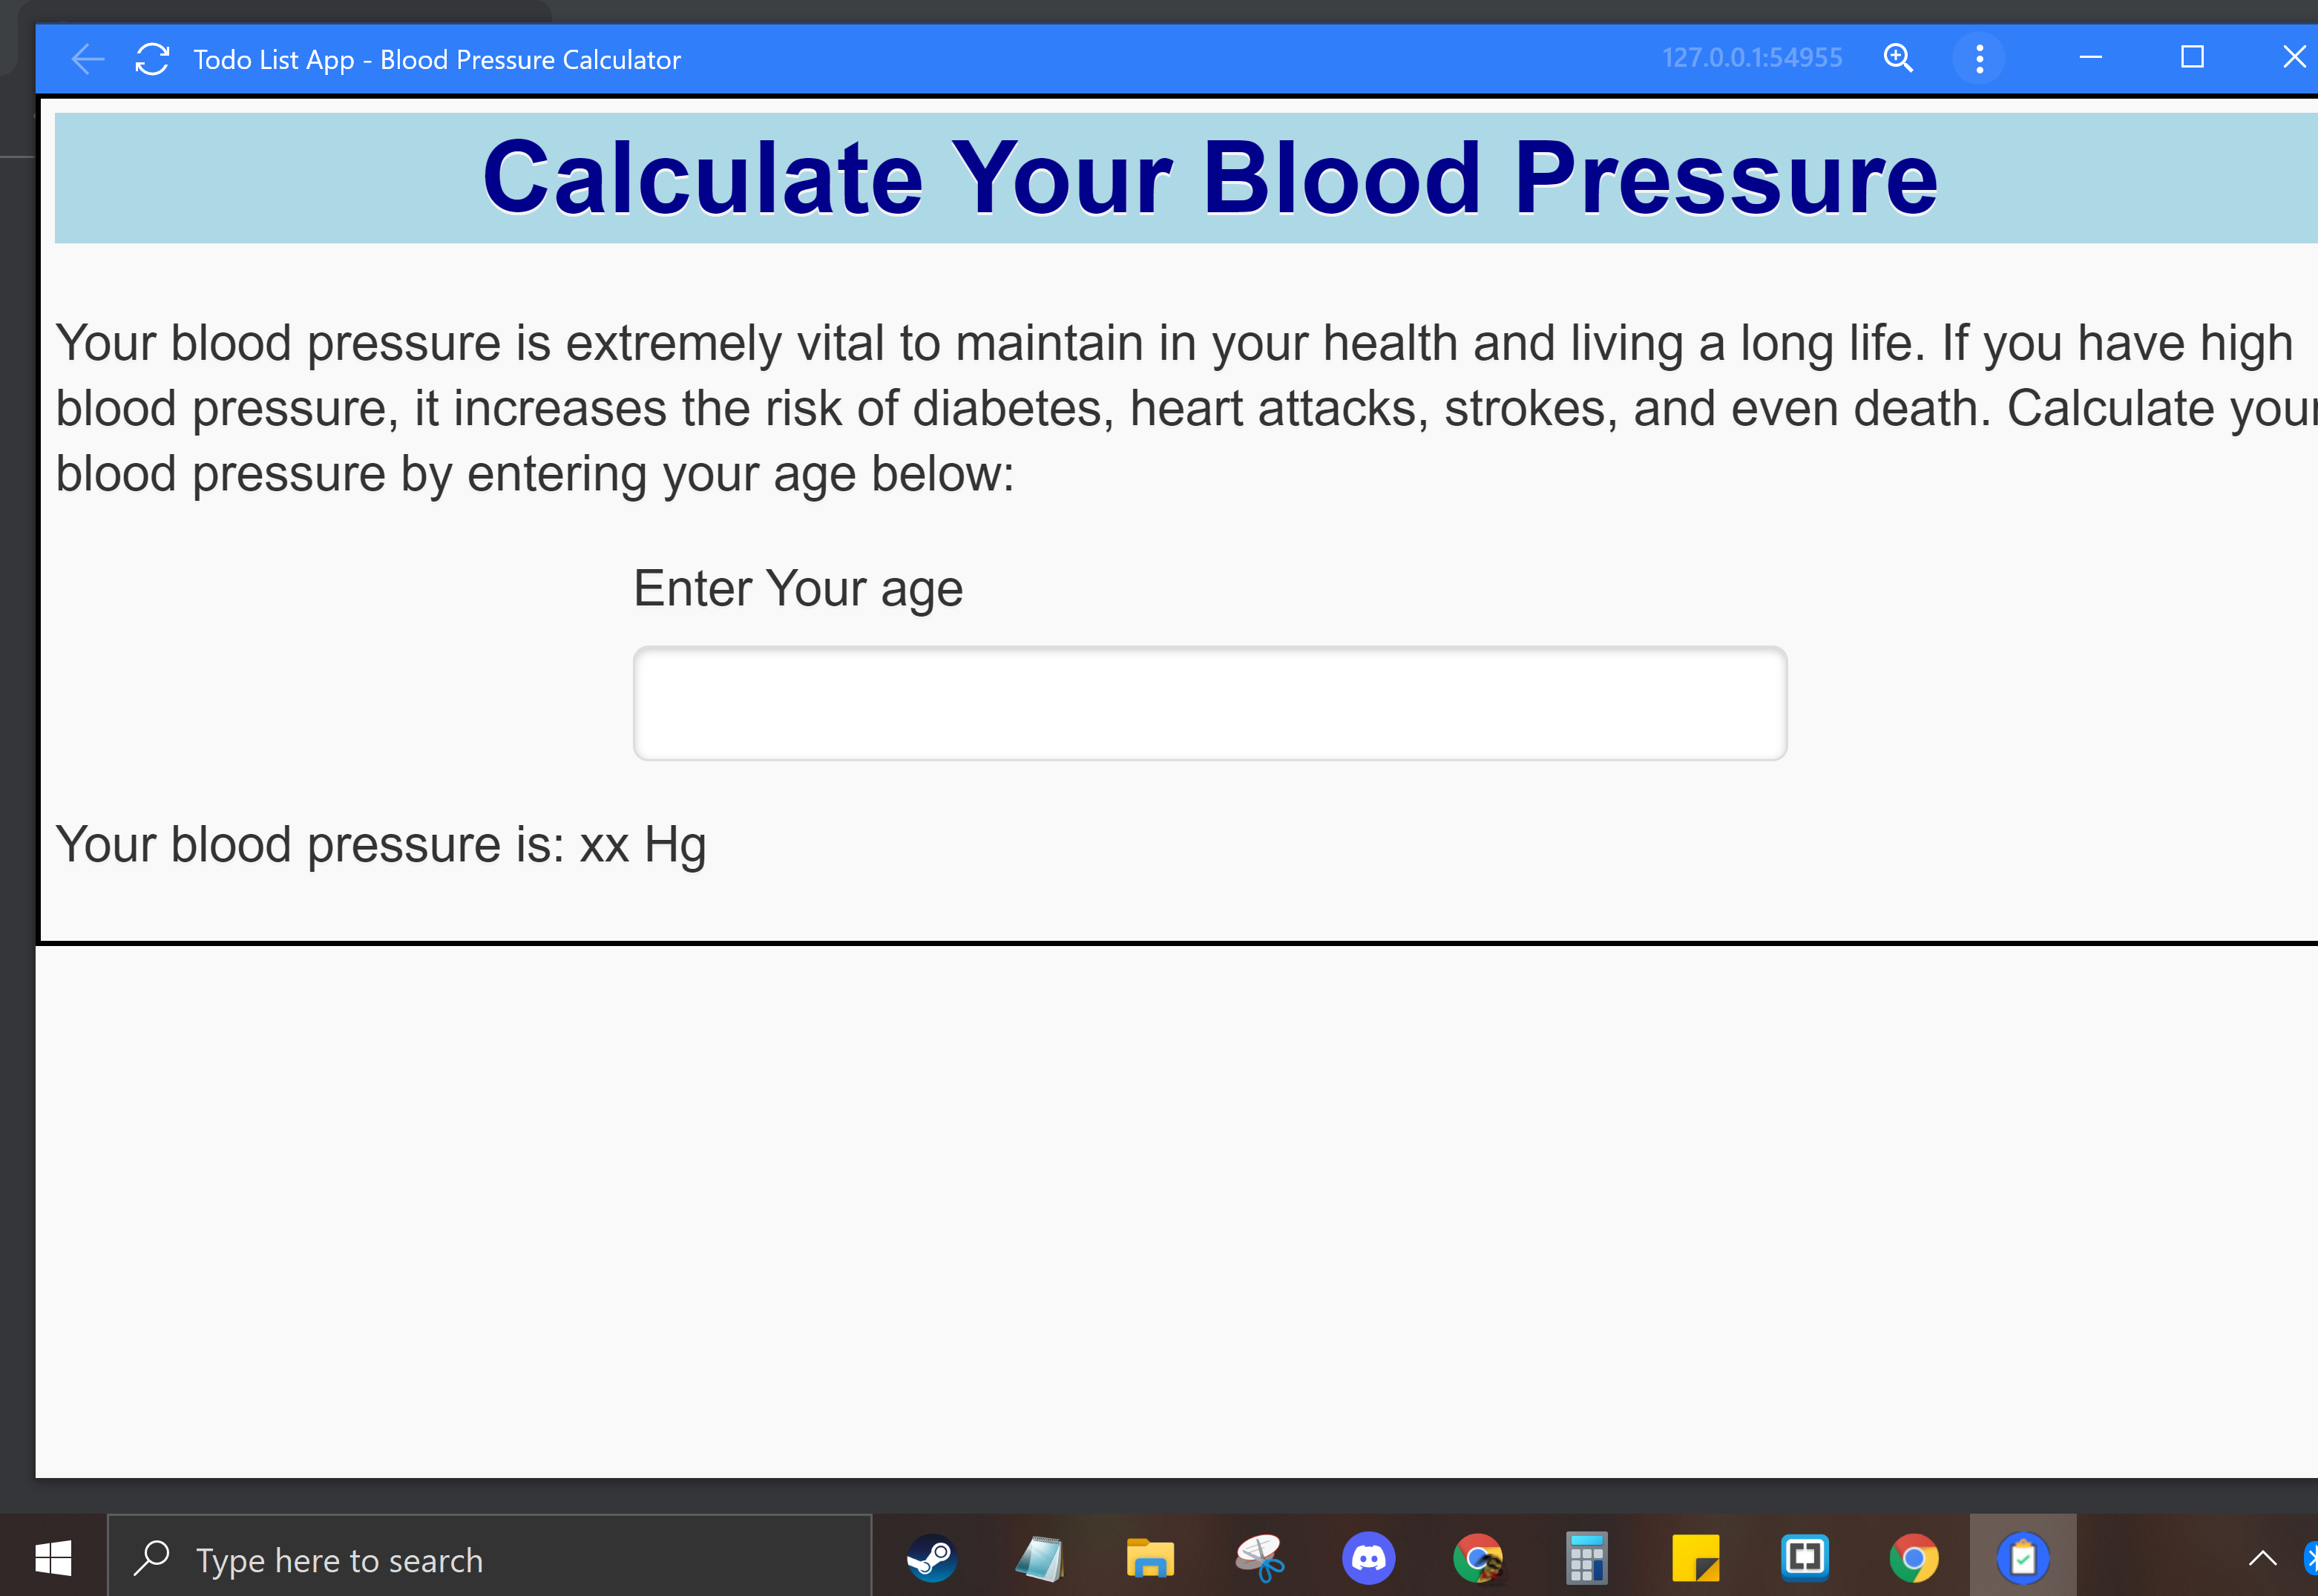 Todo List App - Blood Pressure Calculator
127.0.0.1:54955
Calculate Your Blood Pressure
Your blood pressure is extremely vital to maintain in your health and living a long life. If you have high
blood pressure, it increases the risk of diabetes, heart attacks, strokes, and even death. Calculate your
blood pressure by entering your age below:
Enter Your age
Your blood pressure is: xx Hg
Type here to search